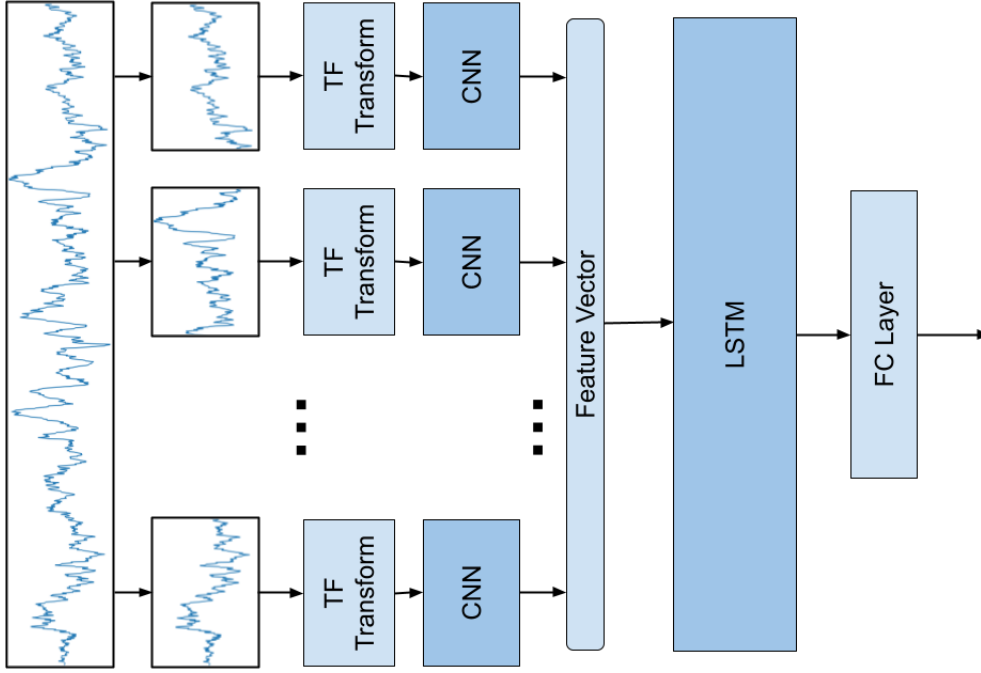 TF
Transform
CNN
TF
Transform
CNN
TF
Transform
CNN
Feature Vector
LSTM
FC Layer